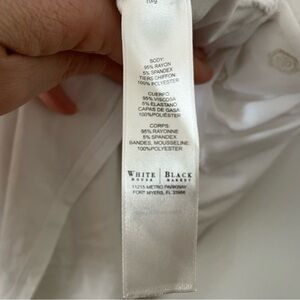 BODY:
95% RAYON
5% SPANDEX
TIERS CHIFFON
100% POLYESTER
CUERPO:
95% VISCOSA
5% ELASTANO
CAPAS DE GASA
100% POLIÉSTER
CORPS:
95% RAYONNE
5% SPANDEX
BANDES, MOUSSELINE:
100% POLYESTER
WHITE | BLACK
HOUSE MARKET
11215 METRO PARKWAY
FORT MYERS, FL 33966